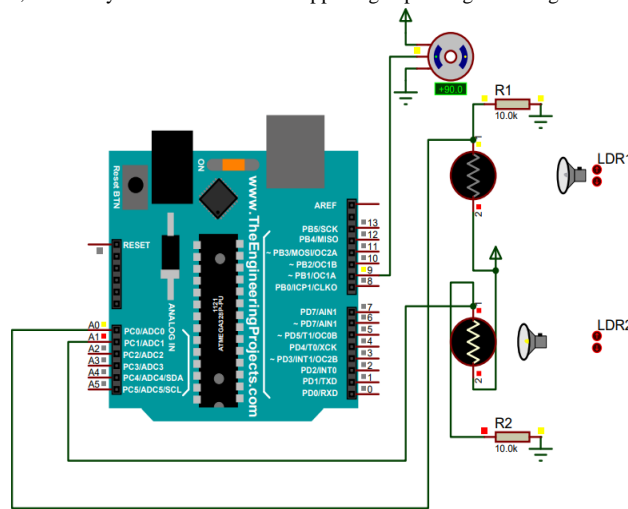 +90.0
R1
10.0k
LDR1
1
2
ON
Reset BTN
www.TheEngineeringProjects.com
AREF
PB5/SCK 13
PB4/MISO 12
~ PB3/MOSI/OC2A 11
~ PB2/OC1B 10
~ PB1/OC1A 9
PB0/ICP1/CLKO 8
RESET
ANALOG IN
1121
ATMEGA328P-PU
A0 PC0/ADC0
A1 PC1/ADC1
A2 PC2/ADC2
A3 PC3/ADC3
A4 PC4/ADC4/SDA
A5 PC5/ADC5/SCL
PD7/AIN1 7
~ PD7/AIN1 6
~ PD5/T1/OC0B 5
PD4/T0/XCK 4
~ PD3/INT1/OC2B 3
PD2/INT0 2
PD1/TXD 1
PD0/RXD 0
LDR2
1
2
R2
10.0k